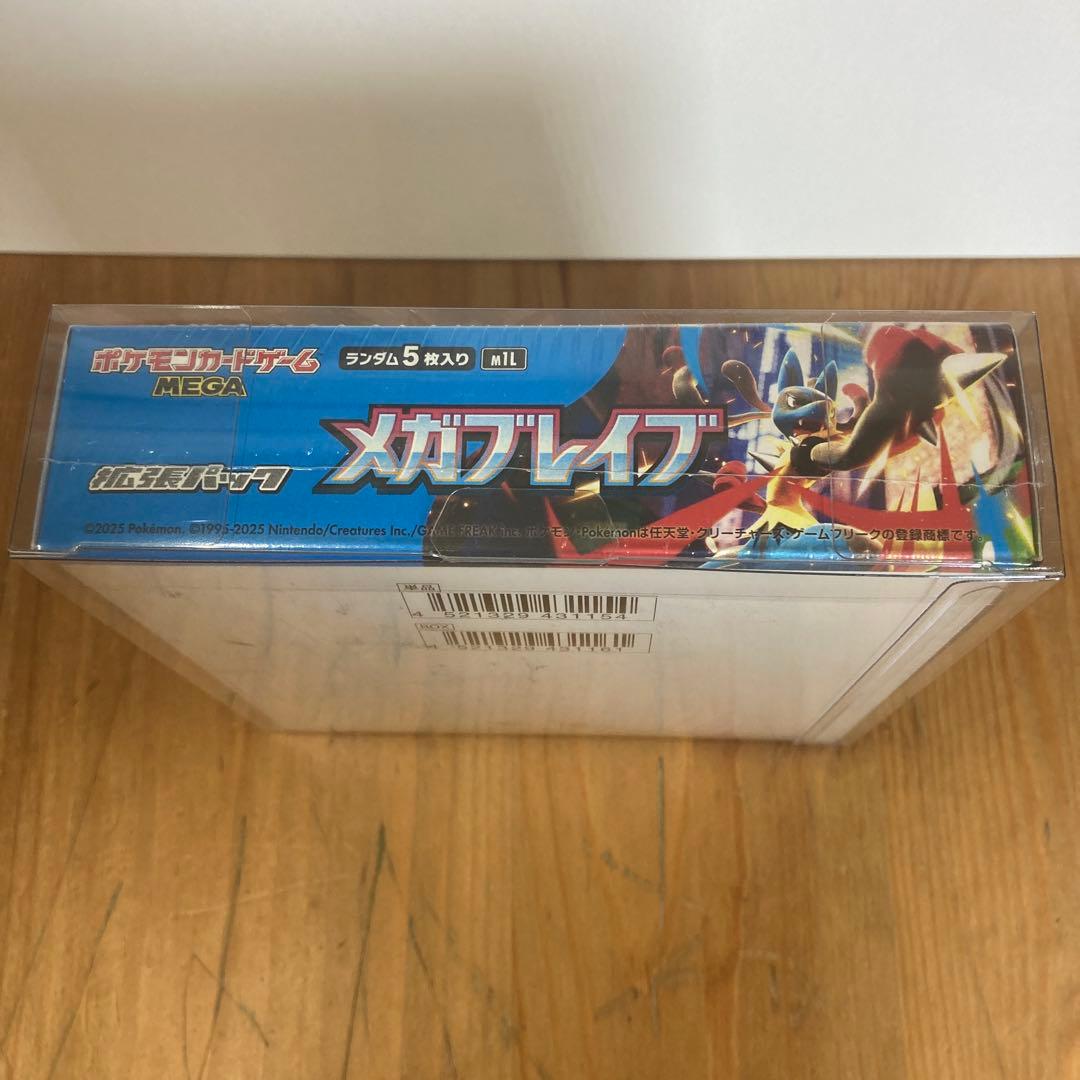 ポケモンカードゲーム
MEGA
ランダム5枚入り M1L
拡張パック
メガブレイブ
©2025 Pokémon. ©1995-2025 Nintendo/Creatures Inc./GAME FREAK inc. ポケモン・Pokémonは任天堂・クリーチャーズ・ゲームフリークの登録商標です。
単品
4 521329 431154
BOX
4 521329 431161